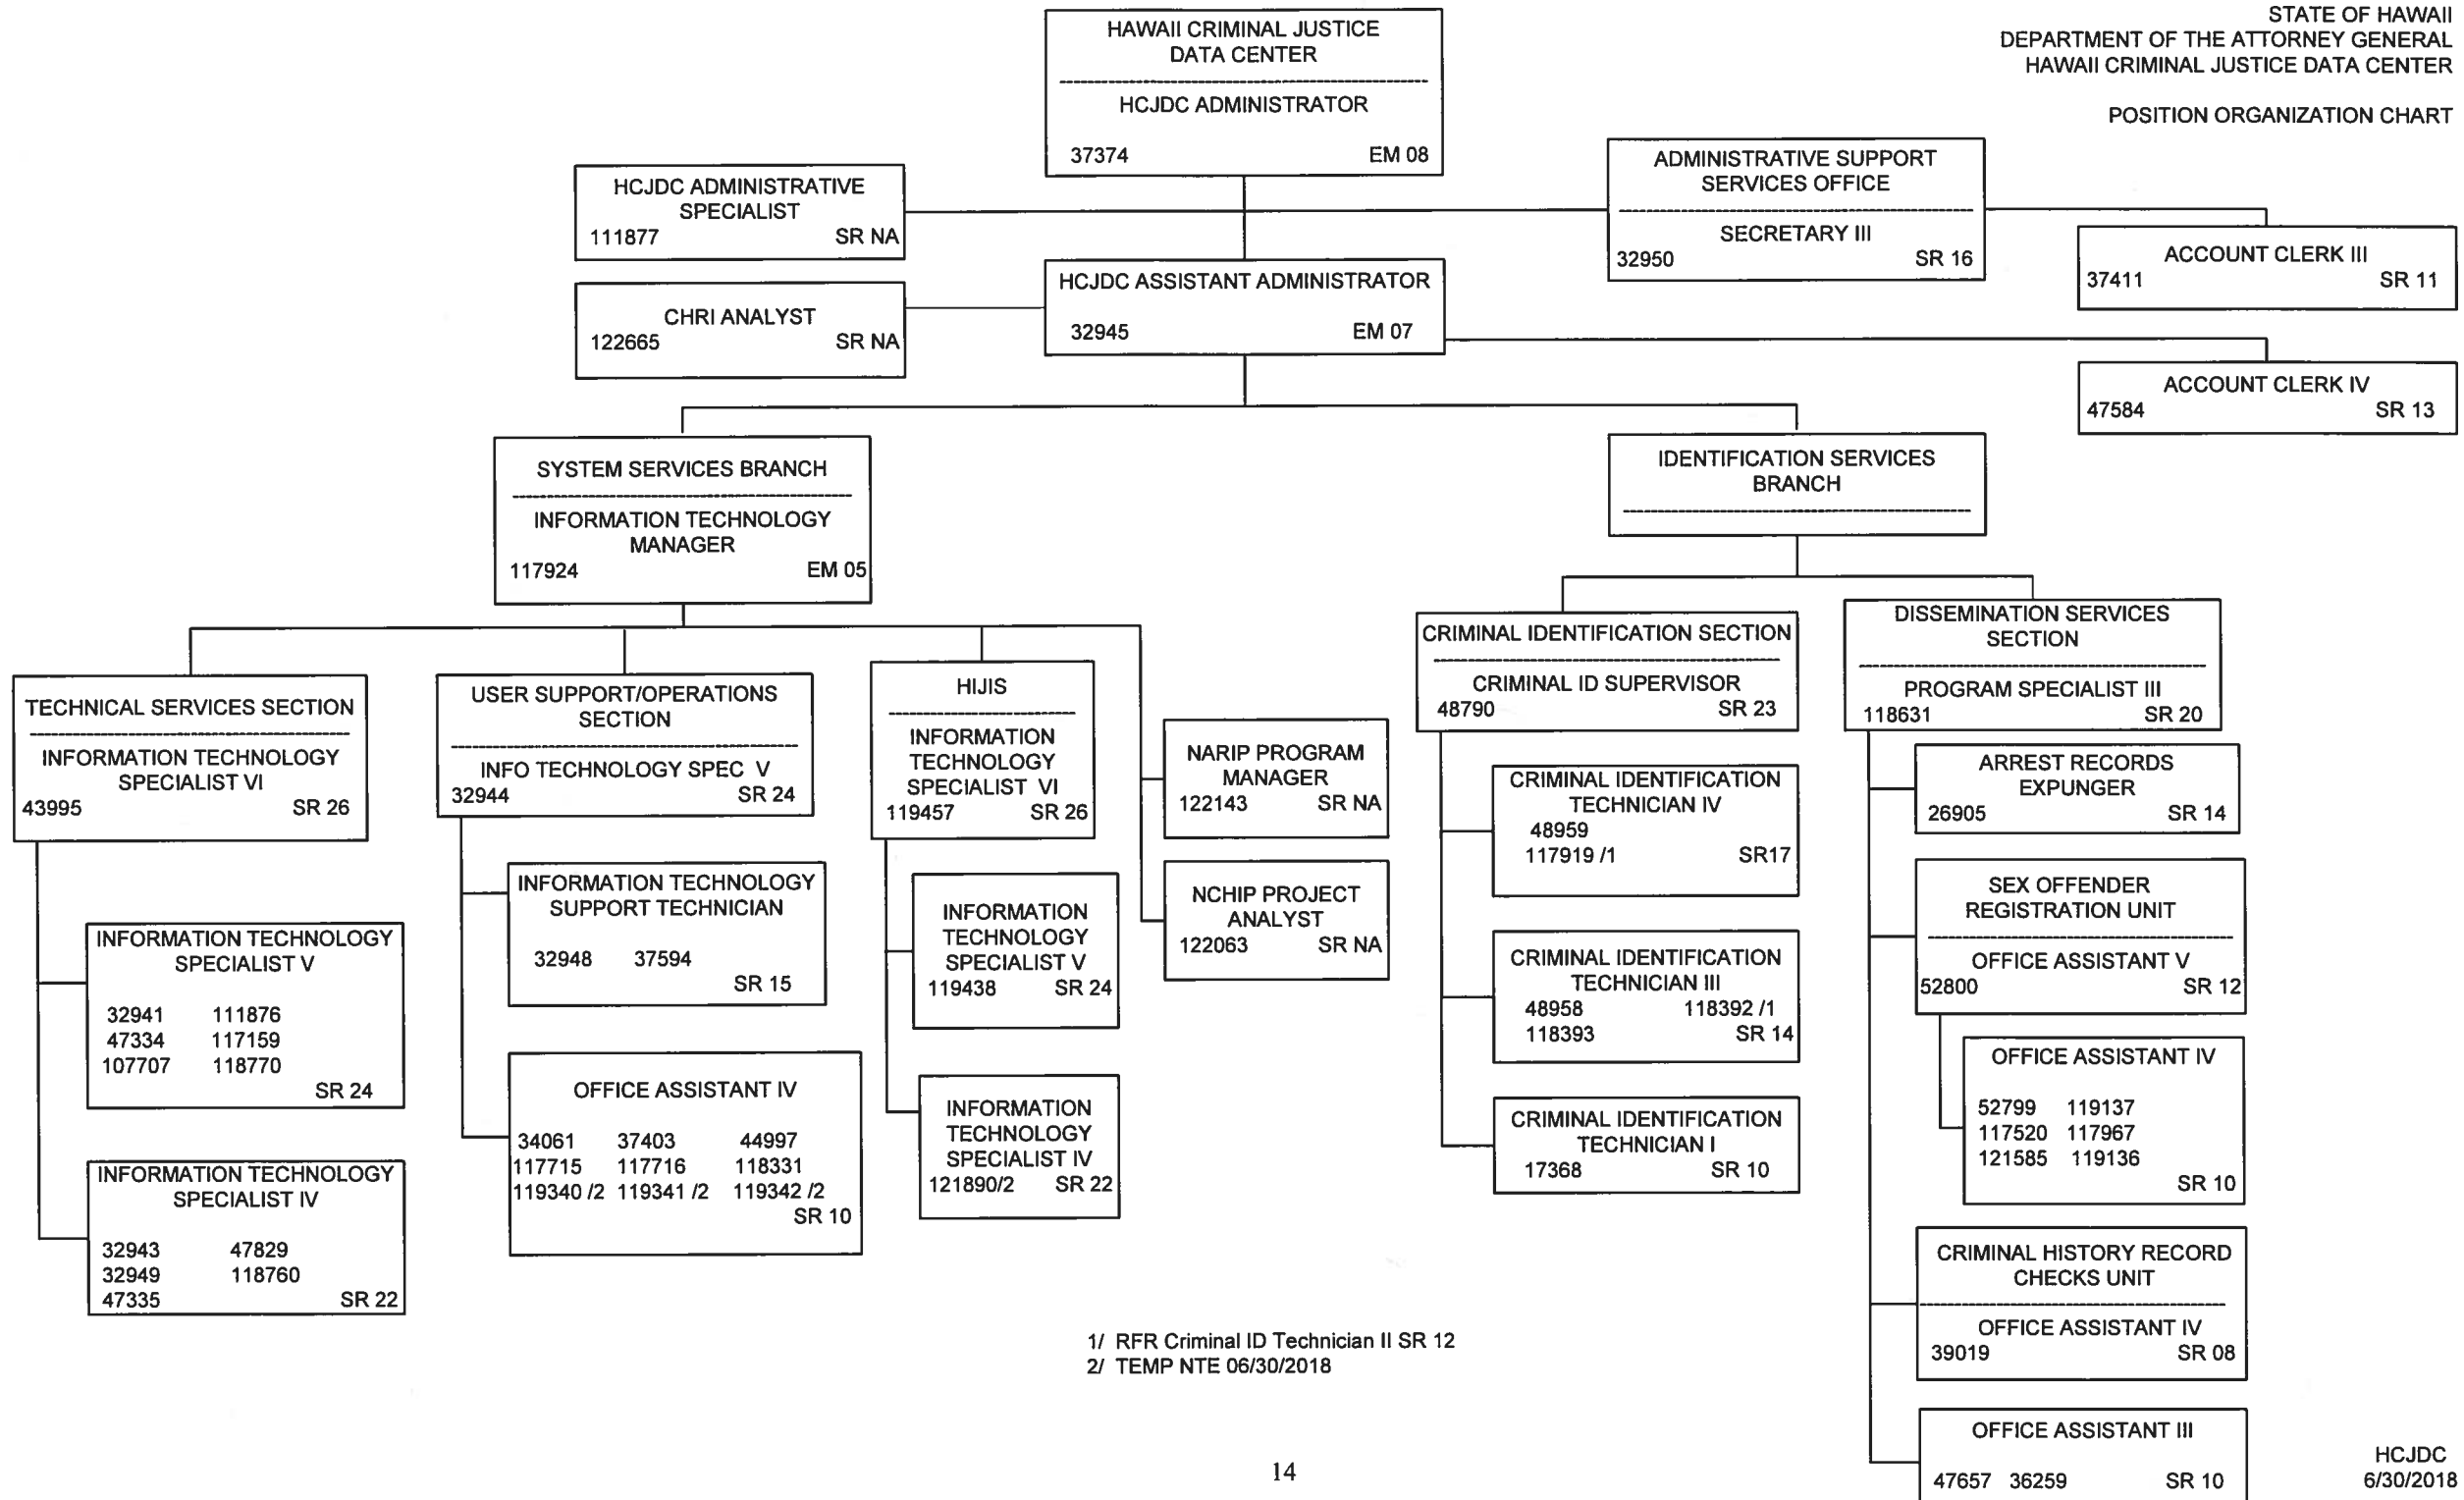 STATE OF HAWAII
DEPARTMENT OF THE ATTORNEY GENERAL
HAWAII CRIMINAL JUSTICE DATA CENTER
POSITION ORGANIZATION CHART
HAWAII CRIMINAL JUSTICE
DATA CENTER
HCJDC ADMINISTRATOR
37374 EM 08
HCJDC ADMINISTRATIVE
SPECIALIST
111877 SR NA
ADMINISTRATIVE SUPPORT
SERVICES OFFICE
SECRETARY III
32950 SR 16
ACCOUNT CLERK III
37411 SR 11
CHRI ANALYST
122665 SR NA
HCJDC ASSISTANT ADMINISTRATOR
32945 EM 07
ACCOUNT CLERK IV
47584 SR 13
SYSTEM SERVICES BRANCH
INFORMATION TECHNOLOGY
MANAGER
117924 EM 05
IDENTIFICATION SERVICES
BRANCH
TECHNICAL SERVICES SECTION
INFORMATION TECHNOLOGY
SPECIALIST VI
43995 SR 26
INFORMATION TECHNOLOGY
SPECIALIST V
32941 111876
47334 117159
107707 118770
SR 24
INFORMATION TECHNOLOGY
SPECIALIST IV
32943 47829
32949 118760
47335 SR 22
USER SUPPORT/OPERATIONS
SECTION
INFO TECHNOLOGY SPEC V
32944 SR 24
INFORMATION TECHNOLOGY
SUPPORT TECHNICIAN
32948 37594
SR 15
OFFICE ASSISTANT IV
34061 37403 44997
117715 117716 118331
119340 /2 119341 /2 119342 /2
SR 10
HIJIS
INFORMATION
TECHNOLOGY
SPECIALIST VI
119457 SR 26
INFORMATION
TECHNOLOGY
SPECIALIST V
119438 SR 24
INFORMATION
TECHNOLOGY
SPECIALIST IV
121890/2 SR 22
NARIP PROGRAM
MANAGER
122143 SR NA
NCHIP PROJECT
ANALYST
122063 SR NA
CRIMINAL IDENTIFICATION SECTION
CRIMINAL ID SUPERVISOR
48790 SR 23
CRIMINAL IDENTIFICATION
TECHNICIAN IV
48959
117919 /1 SR17
CRIMINAL IDENTIFICATION
TECHNICIAN III
48958 118392 /1
118393 SR 14
CRIMINAL IDENTIFICATION
TECHNICIAN I
17368 SR 10
DISSEMINATION SERVICES
SECTION
PROGRAM SPECIALIST III
118631 SR 20
ARREST RECORDS
EXPUNGER
26905 SR 14
SEX OFFENDER
REGISTRATION UNIT
OFFICE ASSISTANT V
52800 SR 12
OFFICE ASSISTANT IV
52799 119137
117520 117967
121585 119136
SR 10
CRIMINAL HISTORY RECORD
CHECKS UNIT
OFFICE ASSISTANT IV
39019 SR 08
OFFICE ASSISTANT III
47657 36259 SR 10
1/ RFR Criminal ID Technician II SR 12
2/ TEMP NTE 06/30/2018
14
HCJDC
6/30/2018